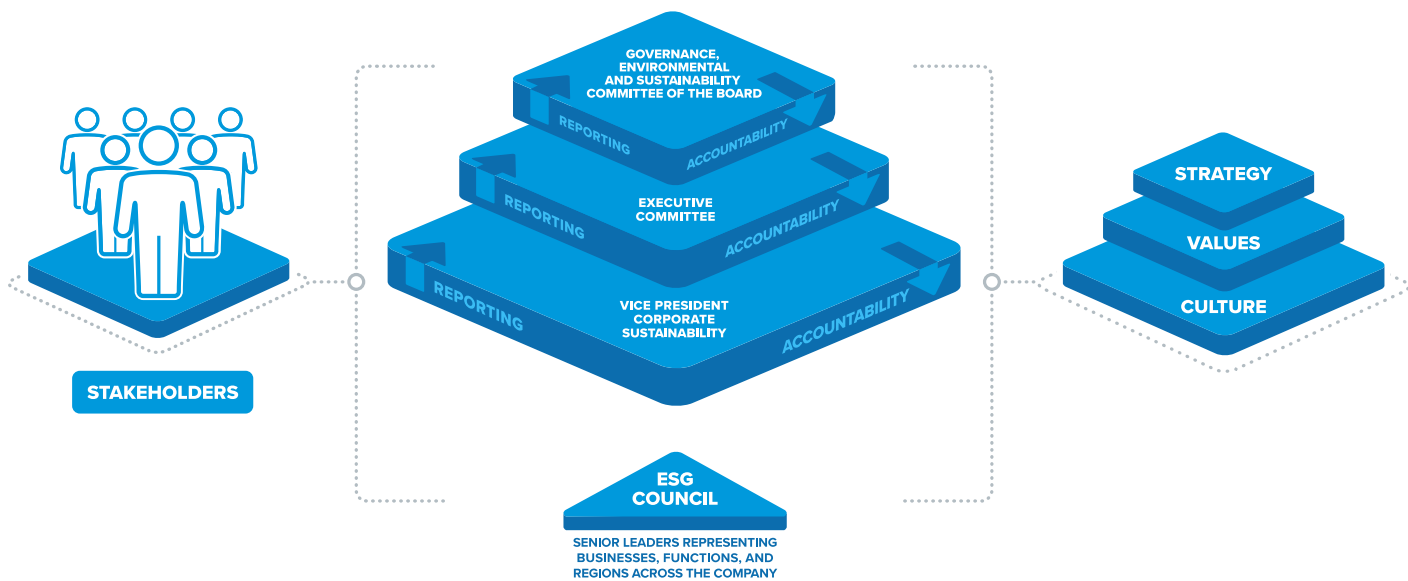 GOVERNANCE,
ENVIRONMENTAL
AND SUSTAINABILITY
COMMITTEE OF THE BOARD
REPORTING
ACCOUNTABILITY
EXECUTIVE
COMMITTEE
REPORTING
ACCOUNTABILITY
VICE PRESIDENT
CORPORATE
SUSTAINABILITY
REPORTING
ACCOUNTABILITY
STAKEHOLDERS
STRATEGY
VALUES
CULTURE
ESG
COUNCIL
SENIOR LEADERS REPRESENTING
BUSINESSES, FUNCTIONS, AND
REGIONS ACROSS THE COMPANY